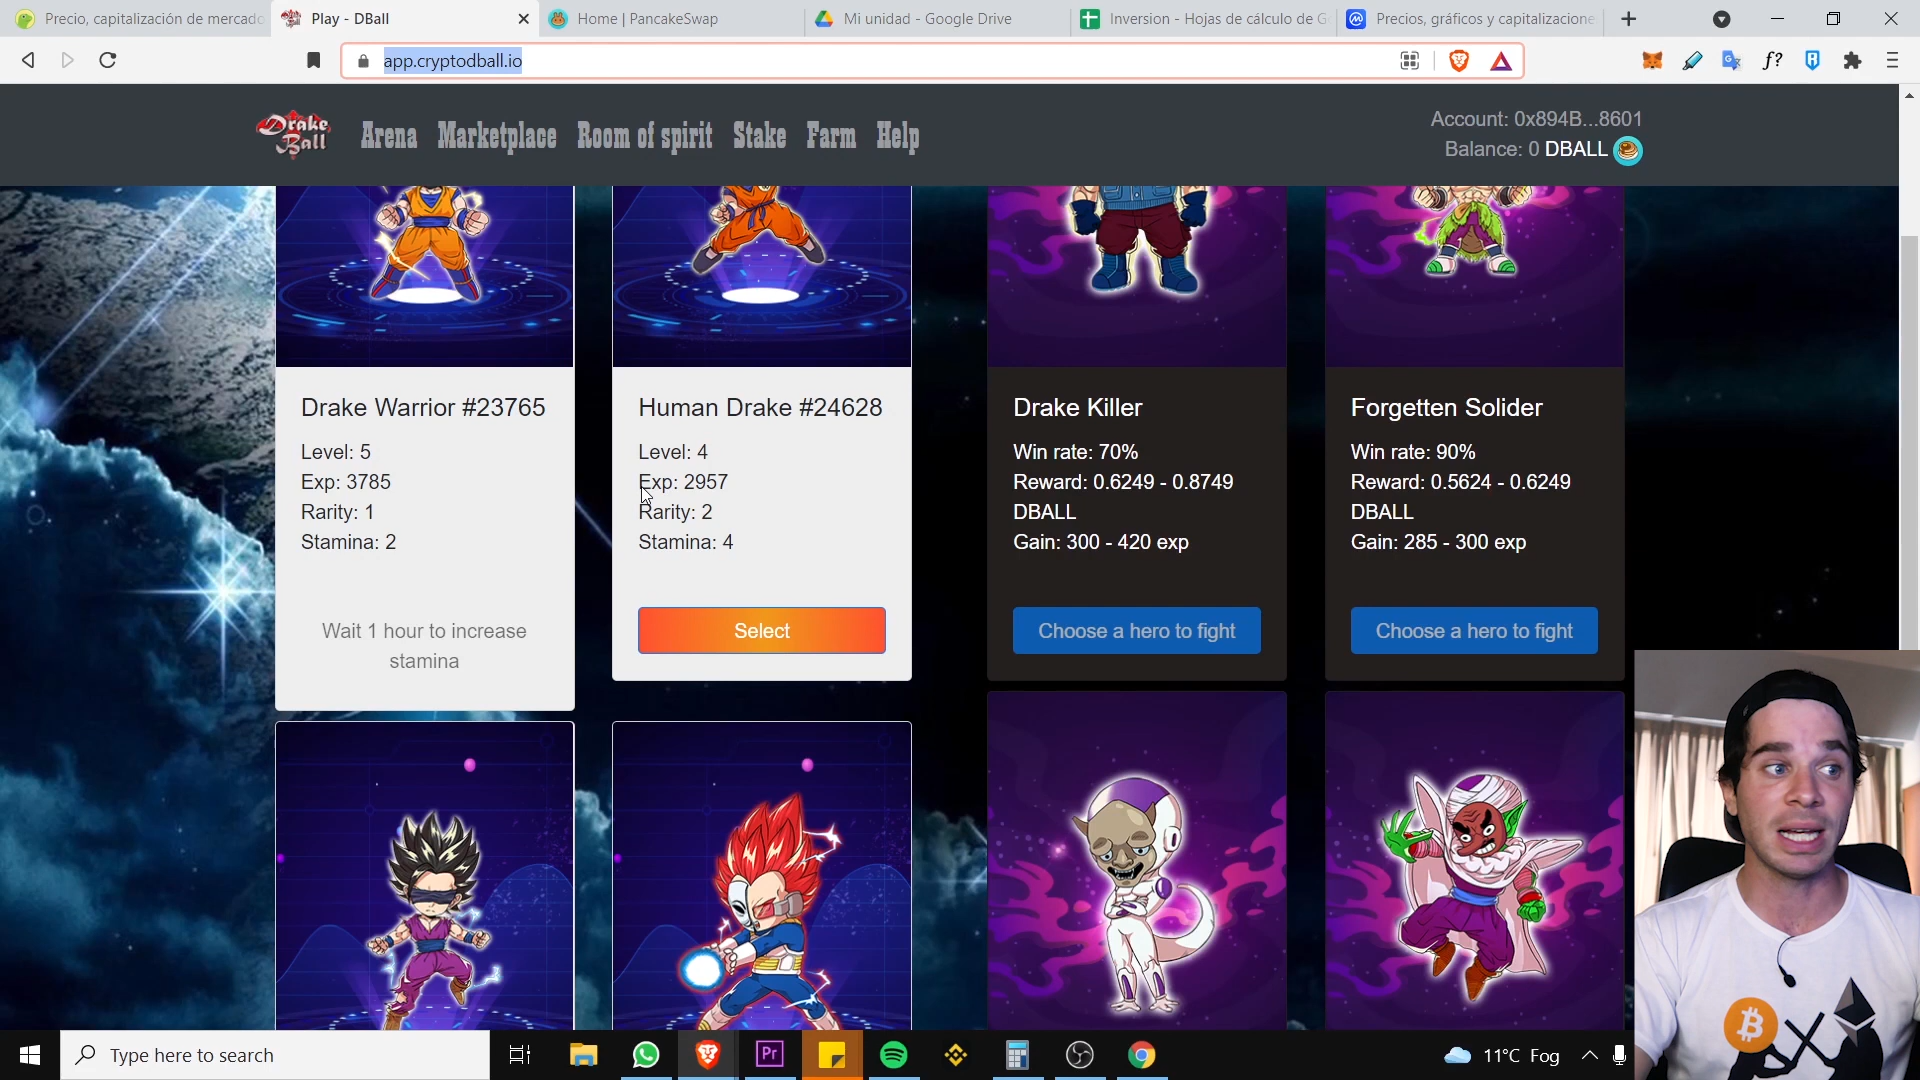 Precio, capitalización de mercado
Play - DBall
Home | PancakeSwap
Mi unidad - Google Drive
Inversion - Hojas de cálculo de G
Precios, gráficos y capitalizacione
app.cryptodball.io
f?
Drake Ball
Arena
Marketplace
Room of spirit
Stake
Farm
Help
Account: 0x894B...8601
Balance: 0 DBALL
Drake Warrior #23765
Level: 5
Exp: 3785
Rarity: 1
Stamina: 2
Wait 1 hour to increase
stamina
Human Drake #24628
Level: 4
Exp: 2957
Rarity: 2
Stamina: 4
Select
Drake Killer
Win rate: 70%
Reward: 0.6249 - 0.8749
DBALL
Gain: 300 - 420 exp
Choose a hero to fight
Forgetten Solider
Win rate: 90%
Reward: 0.5624 - 0.6249
DBALL
Gain: 285 - 300 exp
Choose a hero to fight
Type here to search
Pr
11°C Fog